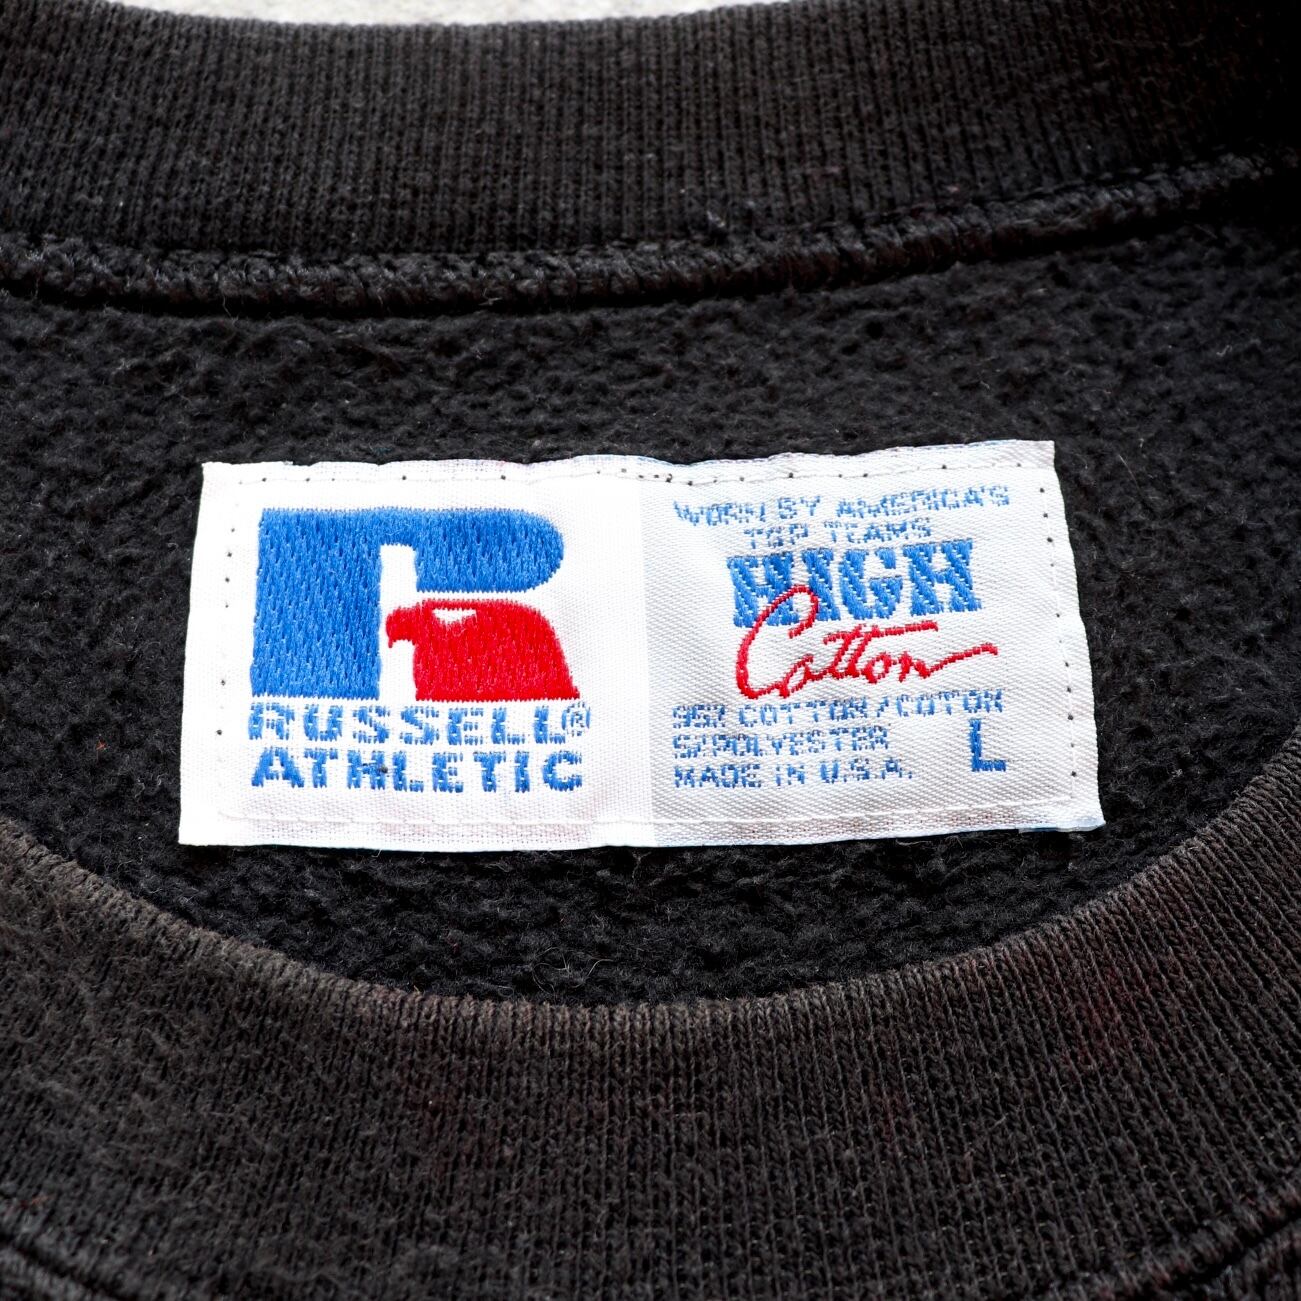 RUSSELL®
ATHLETIC
WORN BY AMERICA'S
TOP TEAMS
HIGH
Cotton
95% COTTON/COTON
5% POLYESTER
MADE IN U.S.A.
L